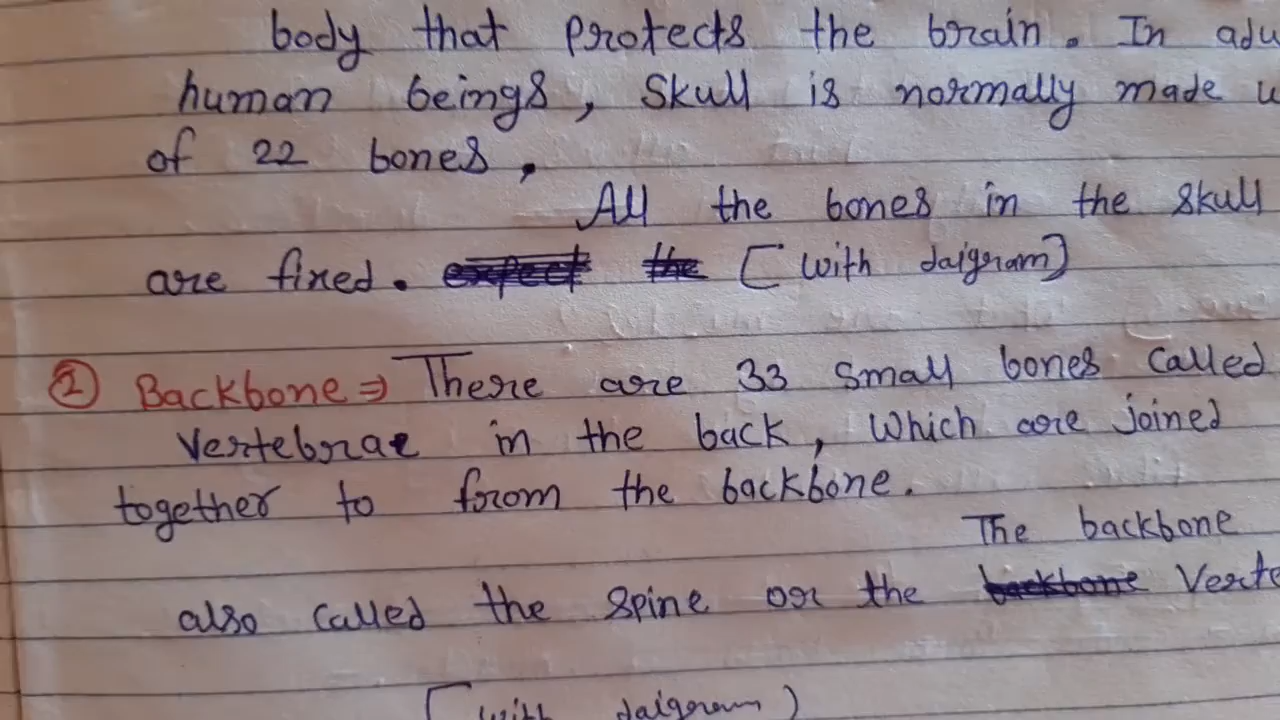 body that protects the brain. In adu
human beings, Skull is normally made u
of 22 bones.
All the bones in the skull
are fixed. expect the [with daigram]
② Backbone ⇒ There are 33 small bones called
vertebrae in the back, which are joined
together to form the backbone.
The backbone
also called the spine or the backbone Verte
[with daigram)